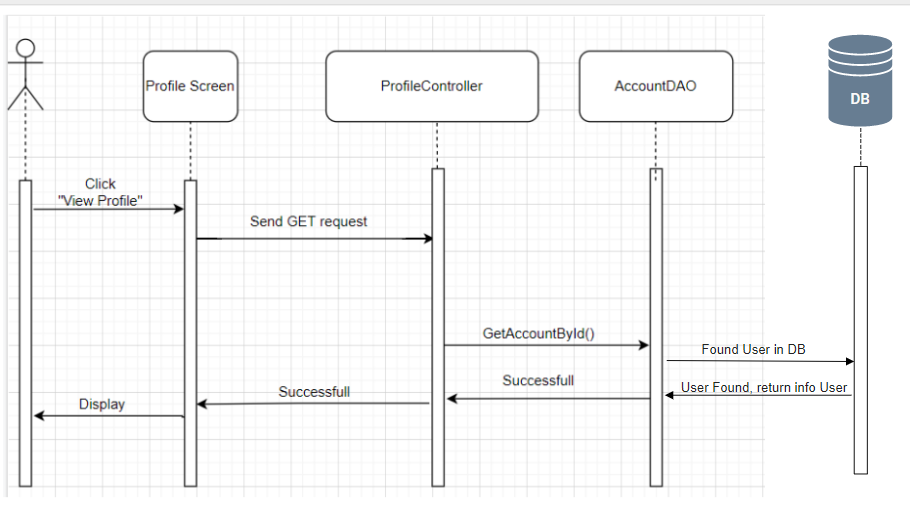 Profile Screen
ProfileController
AccountDAO
DB
Click
"View Profile"
Send GET request
GetAccountById()
Found User in DB
Successfull
User Found, return info User
Successfull
Display